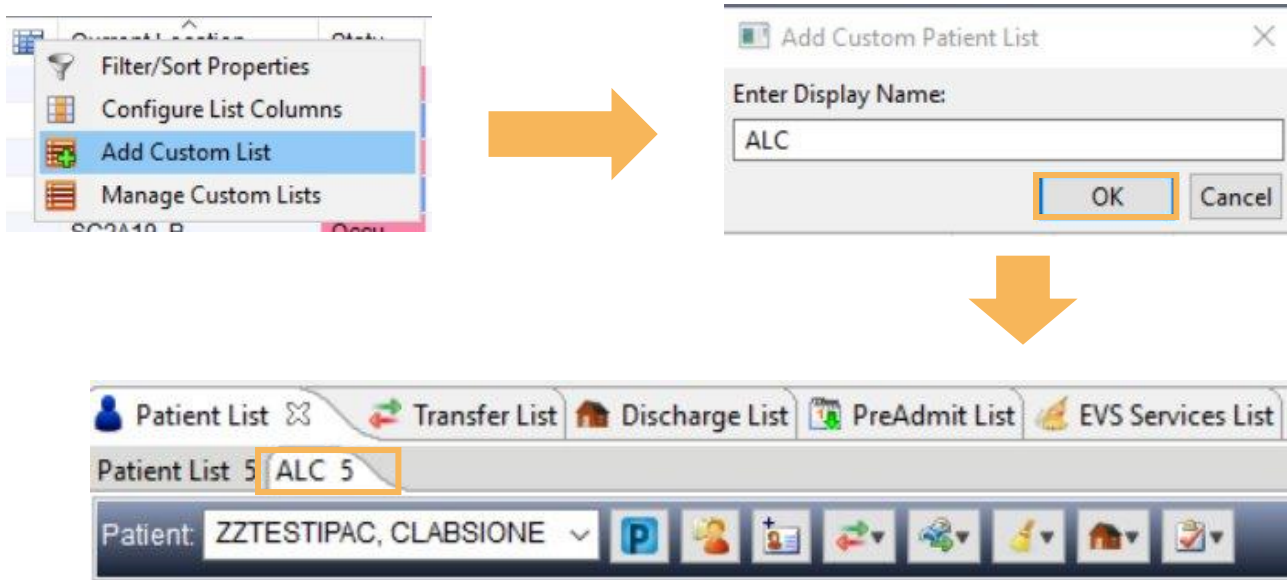 Filter/Sort Properties
Configure List Columns
Add Custom List
Manage Custom Lists
Add Custom Patient List
Enter Display Name:
ALC
OK Cancel
Patient List Transfer List Discharge List PreAdmit List EVS Services List
Patient List 5 ALC 5
Patient: ZZTESTIPAC, CLABSIONE P